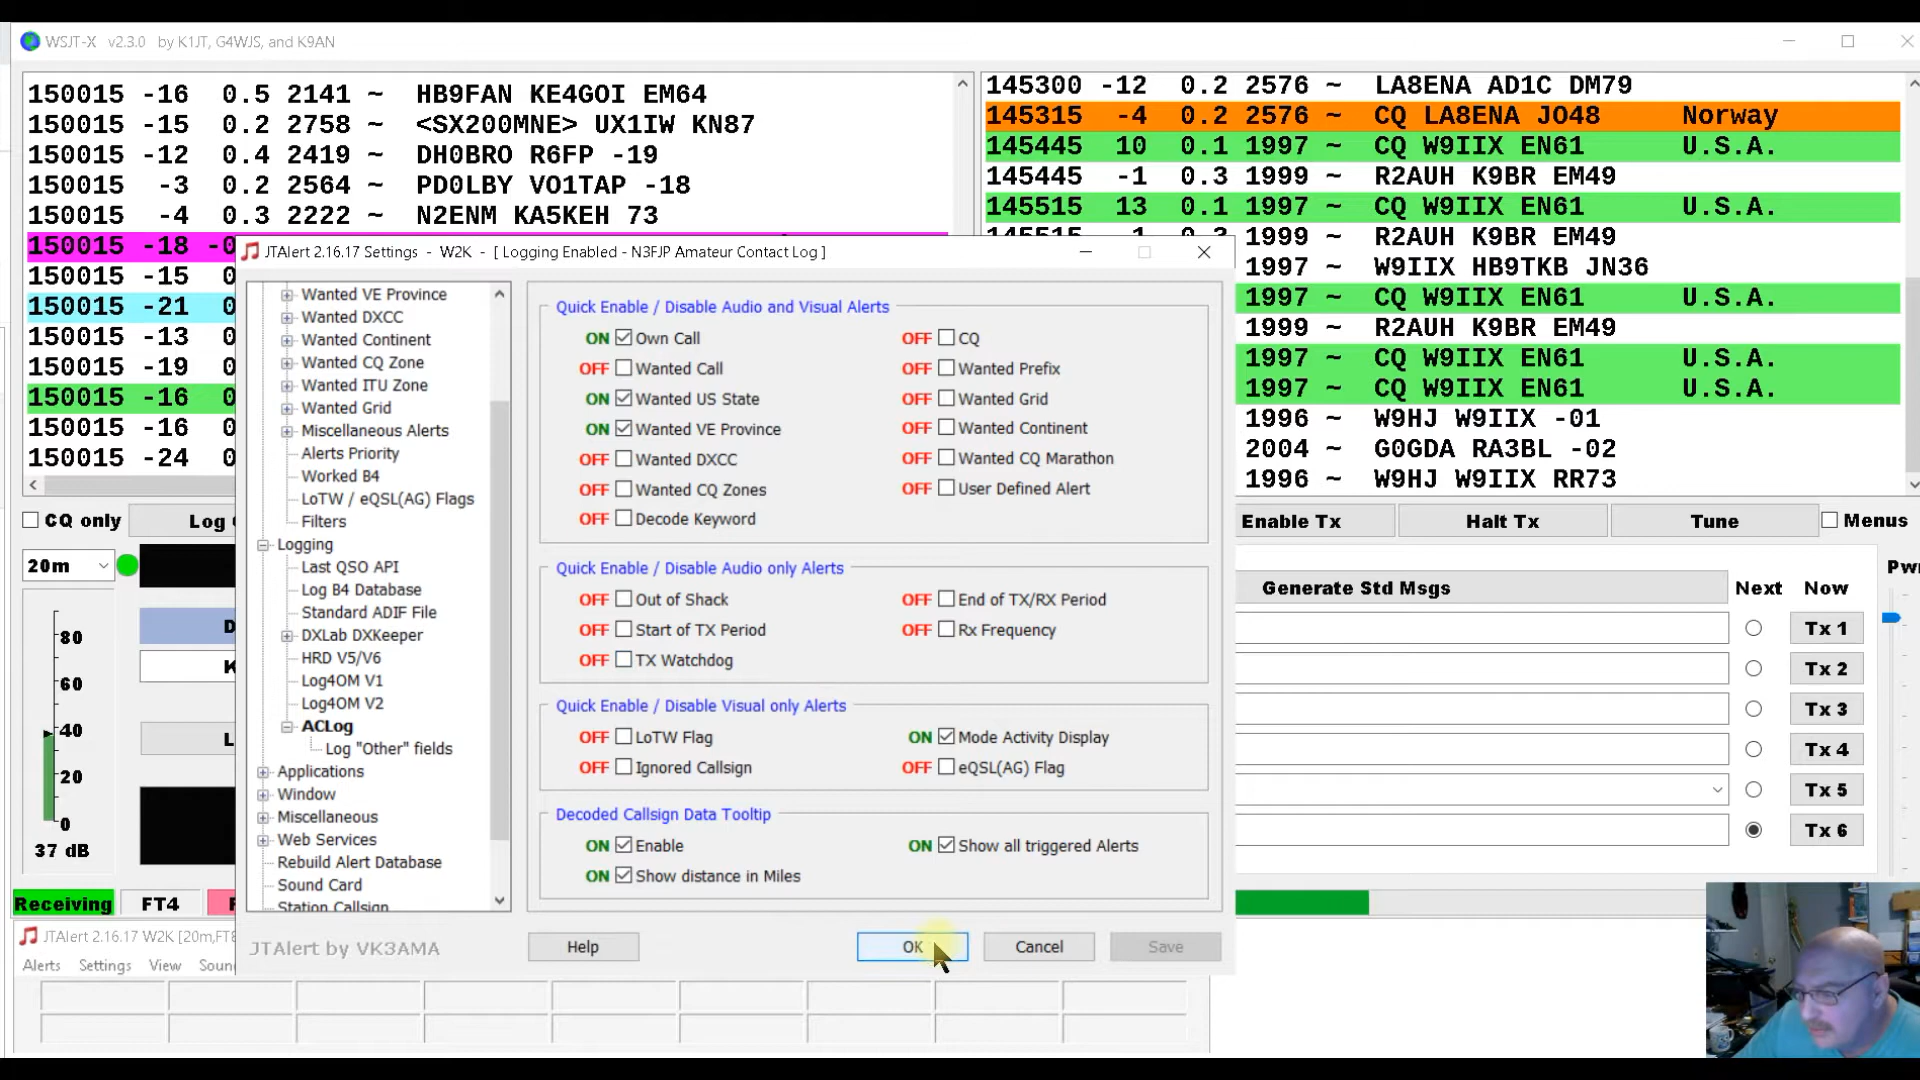 WSJT-X v2.3.0 by K1JT, G4WJS, and K9AN
150015 -16 0.5 2141 ~ HB9FAN KE4GOI EM64
150015 -15 0.2 2758 ~ <SX200MNE> UX1IW KN87
150015 -12 0.4 2419 ~ DH0BRO R6FP -19
150015 -3 0.2 2564 ~ PD0LBY VO1TAP -18
150015 -4 0.3 2222 ~ N2ENM KA5KEH 73
150015 -18 -0
150015 -15 0
150015 -21 0
150015 -13 0
150015 -19 0
150015 -16 0
150015 -16 0
150015 -24 0
145300 -12 0.2 2576 ~ LA8ENA AD1C DM79
145315 -4 0.2 2576 ~ CQ LA8ENA JO48 Norway
145445 10 0.1 1997 ~ CQ W9IIX EN61 U.S.A.
145445 -1 0.3 1999 ~ R2AUH K9BR EM49
145515 13 0.1 1997 ~ CQ W9IIX EN61 U.S.A.
1999 ~ R2AUH K9BR EM49
1997 ~ W9IIX HB9TKB JN36
1997 ~ CQ W9IIX EN61 U.S.A.
1999 ~ R2AUH K9BR EM49
1997 ~ CQ W9IIX EN61 U.S.A.
1997 ~ CQ W9IIX EN61 U.S.A.
1996 ~ W9HJ W9IIX -01
2004 ~ G0GDA RA3BL -02
1996 ~ W9HJ W9IIX RR73
CQ only Log
Enable Tx Halt Tx Tune Menus
20m
Pwr
Generate Std Msgs Next Now
Tx 1
Tx 2
Tx 3
Tx 4
Tx 5
Tx 6
80
60
40
20
0
37 dB
D
K
L
Receiving FT4 F
JTAlert 2.16.17 Settings - W2K - [ Logging Enabled - N3FJP Amateur Contact Log ]
Wanted VE Province
Wanted DXCC
Wanted Continent
Wanted CQ Zone
Wanted ITU Zone
Wanted Grid
Miscellaneous Alerts
Alerts Priority
Worked B4
LoTW / eQSL(AG) Flags
Filters
Logging
Last QSO API
Log B4 Database
Standard ADIF File
DXLab DXKeeper
HRD V5/V6
Log4OM V1
Log4OM V2
ACLog
Log "Other" fields
Applications
Window
Miscellaneous
Web Services
Rebuild Alert Database
Sound Card
Station Callsign
Quick Enable / Disable Audio and Visual Alerts
ON Own Call OFF CQ
OFF Wanted Call OFF Wanted Prefix
ON Wanted US State OFF Wanted Grid
ON Wanted VE Province OFF Wanted Continent
OFF Wanted DXCC OFF Wanted CQ Marathon
OFF Wanted CQ Zones OFF User Defined Alert
OFF Decode Keyword
Quick Enable / Disable Audio only Alerts
OFF Out of Shack OFF End of TX/RX Period
OFF Start of TX Period OFF Rx Frequency
OFF TX Watchdog
Quick Enable / Disable Visual only Alerts
OFF LoTW Flag ON Mode Activity Display
OFF Ignored Callsign OFF eQSL(AG) Flag
Decoded Callsign Data Tooltip
ON Enable ON Show all triggered Alerts
ON Show distance in Miles
JTAlert by VK3AMA Help OK Cancel Save
JTAlert 2.16.17 W2K [20m,FT8
Alerts Settings View Soun